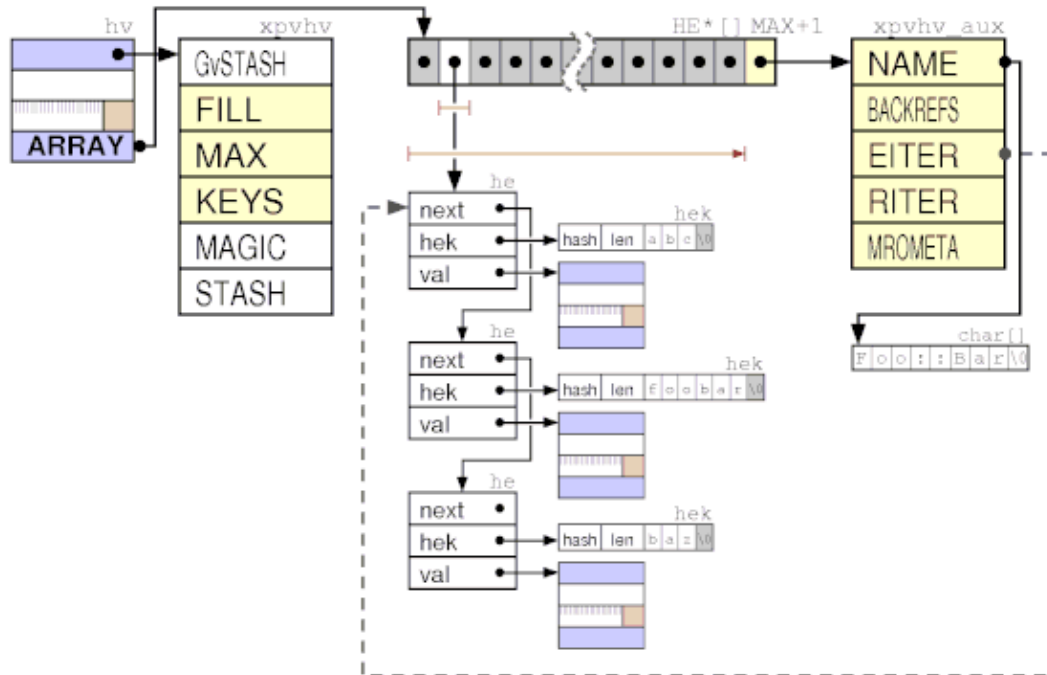 hv
xpvhv
HE*[] MAX+1
xpvhv_aux
GvSTASH
FILL
MAX
KEYS
MAGIC
STASH
ARRAY
NAME
BACKREFS
EITER
RITER
MROMETA
he
next
hek
val
hek
hash len a b c \0
he
next
hek
val
hek
hash len f o o b a r \0
he
next
hek
val
hek
hash len b a z \0
char[]
F o o : : B a r \0